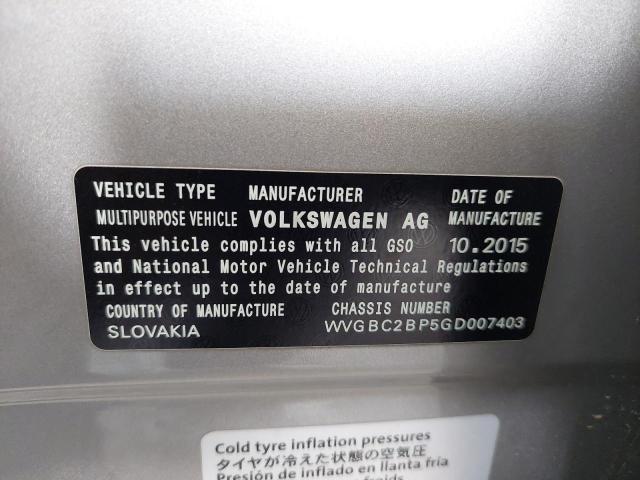 VEHICLE TYPE MANUFACTURER DATE OF
MULTIPURPOSE VEHICLE VOLKSWAGEN AG MANUFACTURE
This vehicle complies with all GSO 10.2015
and National Motor Vehicle Technical Regulations
in effect up to the date of manufacture
COUNTRY OF MANUFACTURE CHASSIS NUMBER
SLOVAKIA WVGBC2BP5GD007403
Cold tyre inflation pressures
タイヤが冷えた状態の空気圧
Presión de inflado en llanta fría
froids